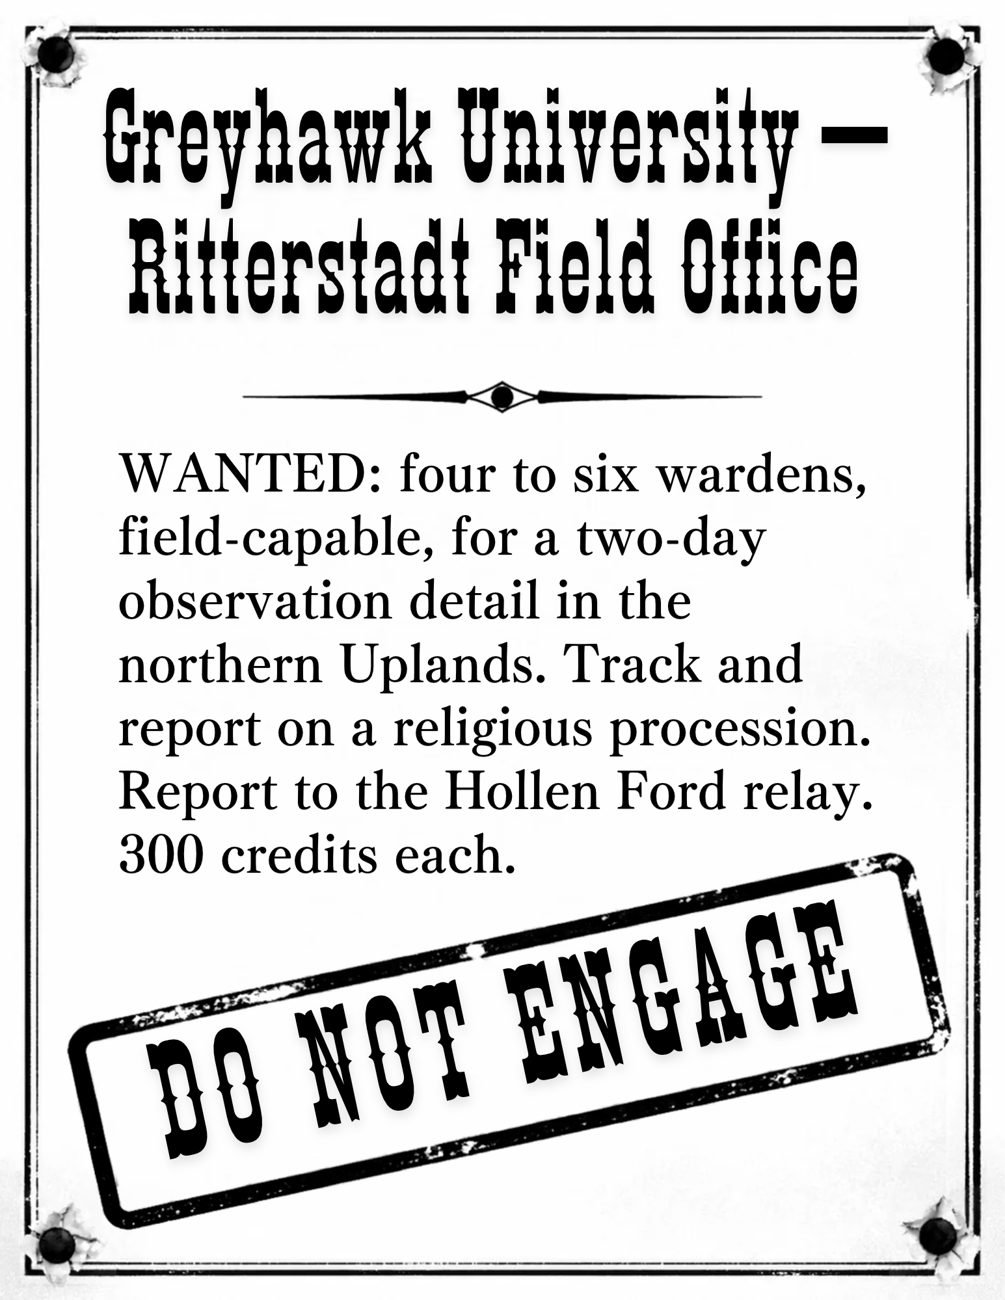 Greyhawk University —
Ritterstadt Field Office
WANTED: four to six wardens,
field-capable, for a two-day
observation detail in the
northern Uplands. Track and
report on a religious procession.
Report to the Hollen Ford relay.
300 credits each.
DO NOT ENGAGE